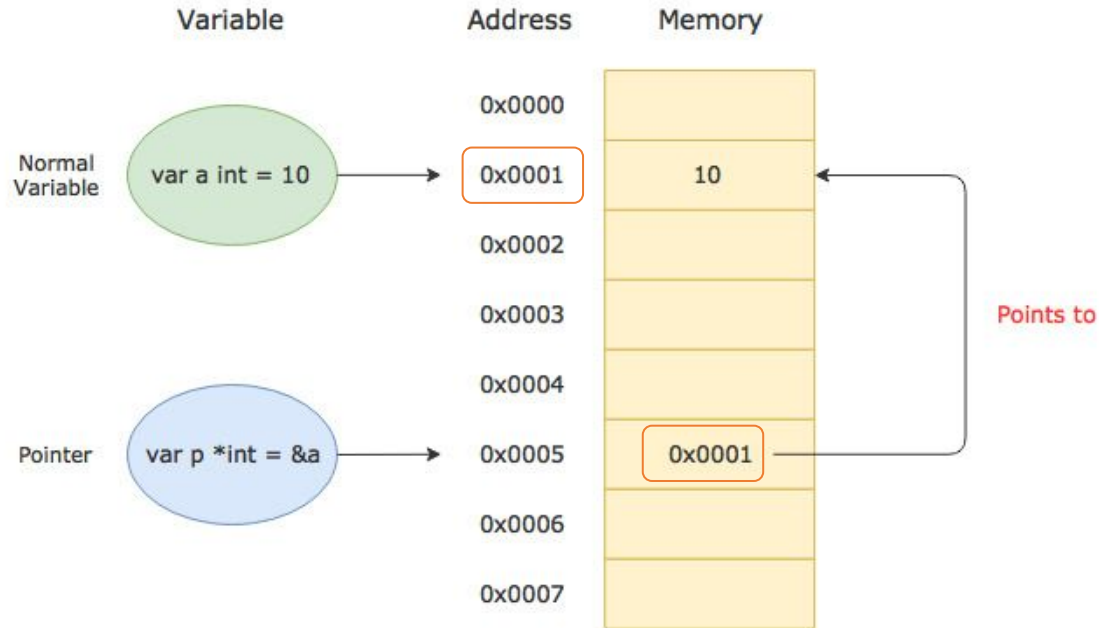 Variable
Address
Memory
0x0000
Normal
Variable
var a int = 10
0x0001
10
0x0002
0x0003
Points to
0x0004
Pointer
var p *int = &a
0x0005
0x0001
0x0006
0x0007